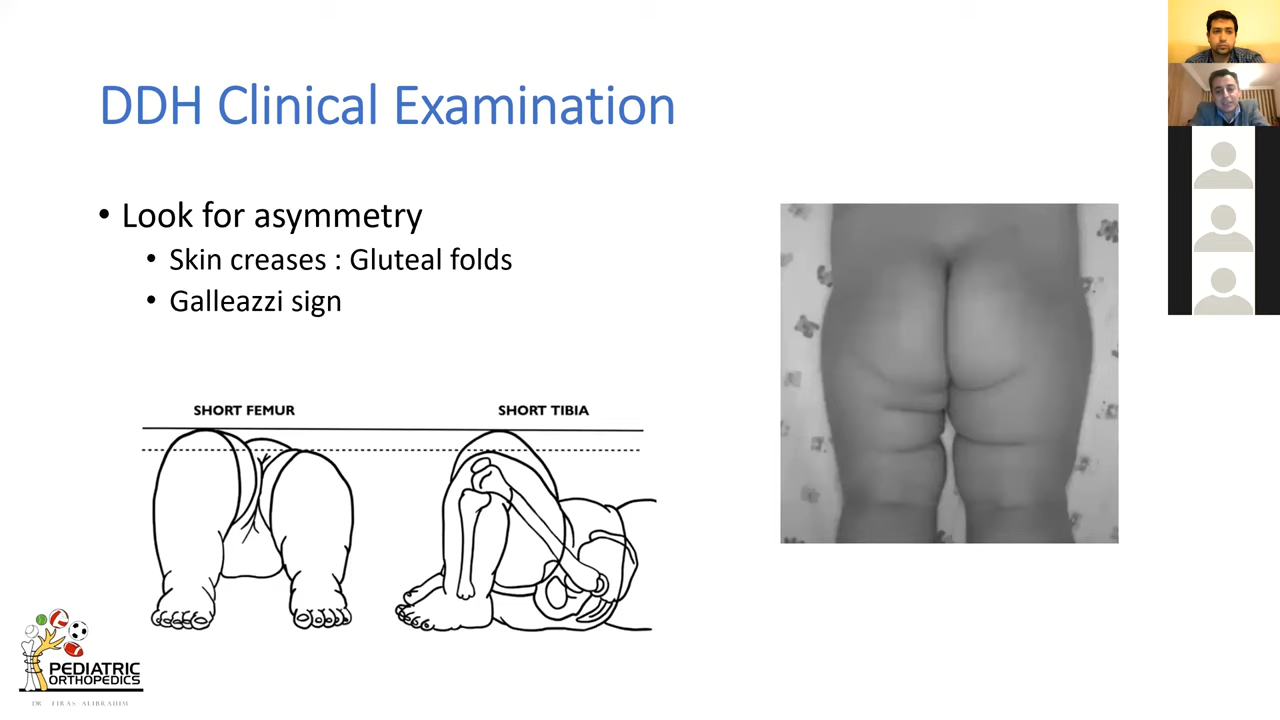 DDH Clinical Examination
• Look for asymmetry
• Skin creases : Gluteal folds
• Galleazzi sign
SHORT FEMUR
SHORT TIBIA
PEDIATRIC
ORTHOPEDICS
DR FIRAS ALIBRAHIM